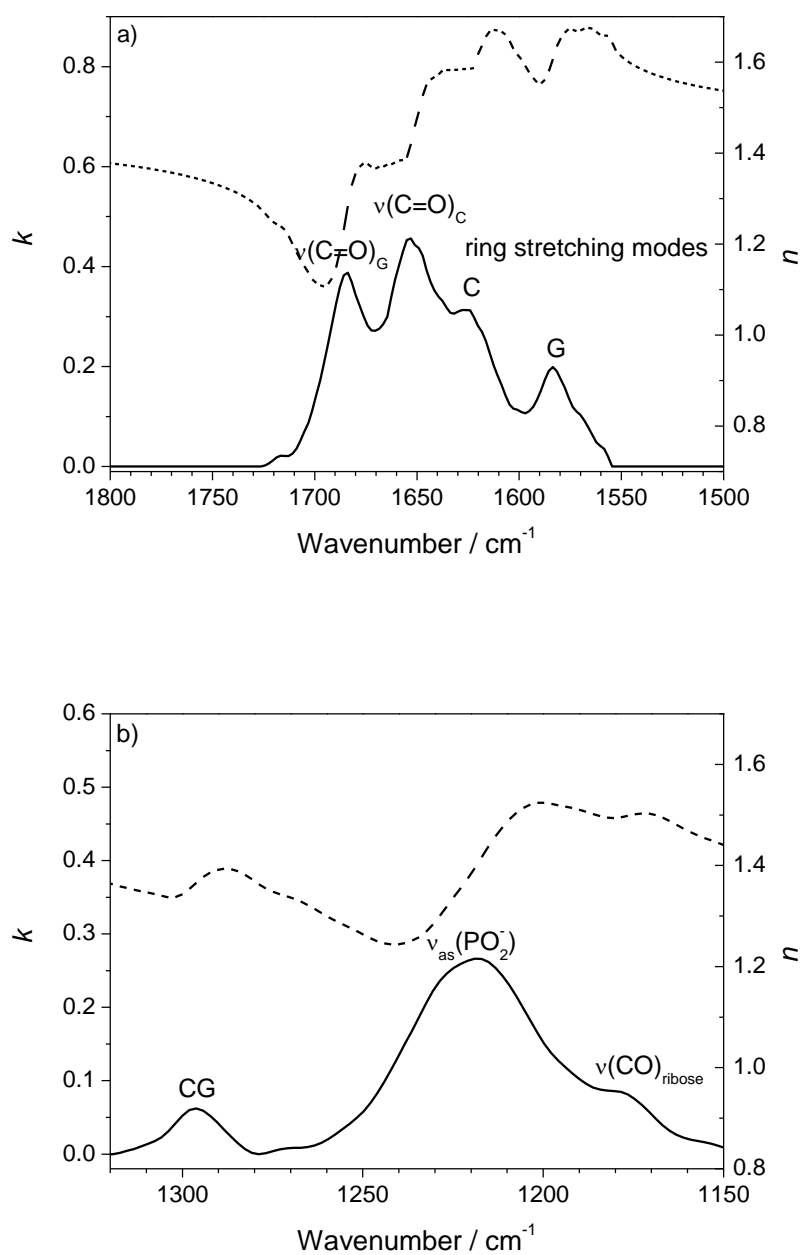 a)
0.8
0.6
0.4
0.2
0.0
k
1.6
1.4
1.2
1.0
0.8
n
ν(C=O)C
ν(C=O)G
ring stretching modes
C
G
1800 1750 1700 1650 1600 1550 1500
Wavenumber / cm-1
b)
0.6
0.5
0.4
0.3
0.2
0.1
0.0
k
1.6
1.4
1.2
1.0
0.8
n
νas(PO2-)
ν(CO)ribose
CG
1300 1250 1200 1150
Wavenumber / cm-1